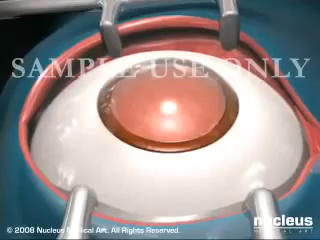 SAMPLE USE ONLY
nucleus
MEDICAL ART
© 2008 Nucleus Medical Art. All Rights Reserved.